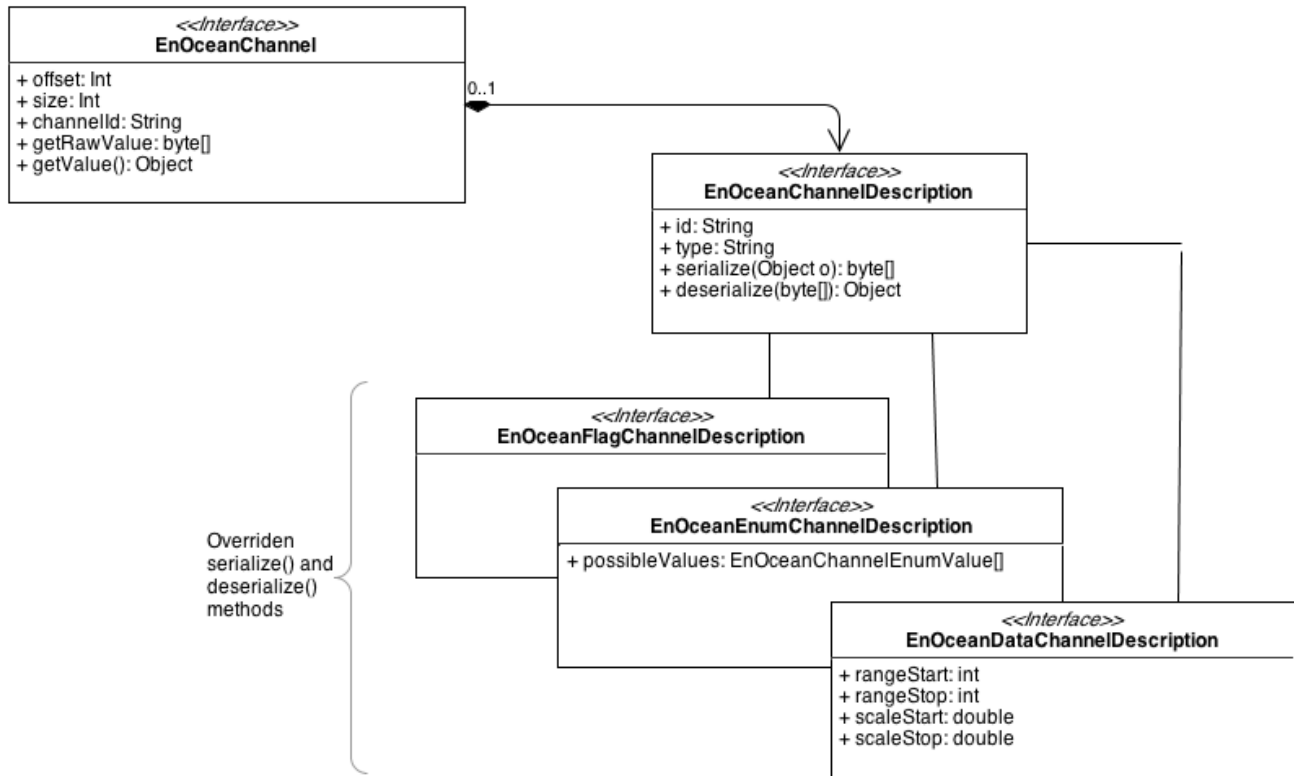 <<Interface>>
EnOceanChannel
+ offset: Int
+ size: Int
+ channelId: String
+ getRawValue: byte[]
+ getValue(): Object
0..1
<<Interface>>
EnOceanChannelDescription
+ id: String
+ type: String
+ serialize(Object o): byte[]
+ deserialize(byte[]): Object
<<Interface>>
EnOceanFlagChannelDescription
<<Interface>>
EnOceanEnumChannelDescription
+ possibleValues: EnOceanChannelEnumValue[]
Overriden
serialize() and
deserialize()
methods
<<Interface>>
EnOceanDataChannelDescription
+ rangeStart: int
+ rangeStop: int
+ scaleStart: double
+ scaleStop: double